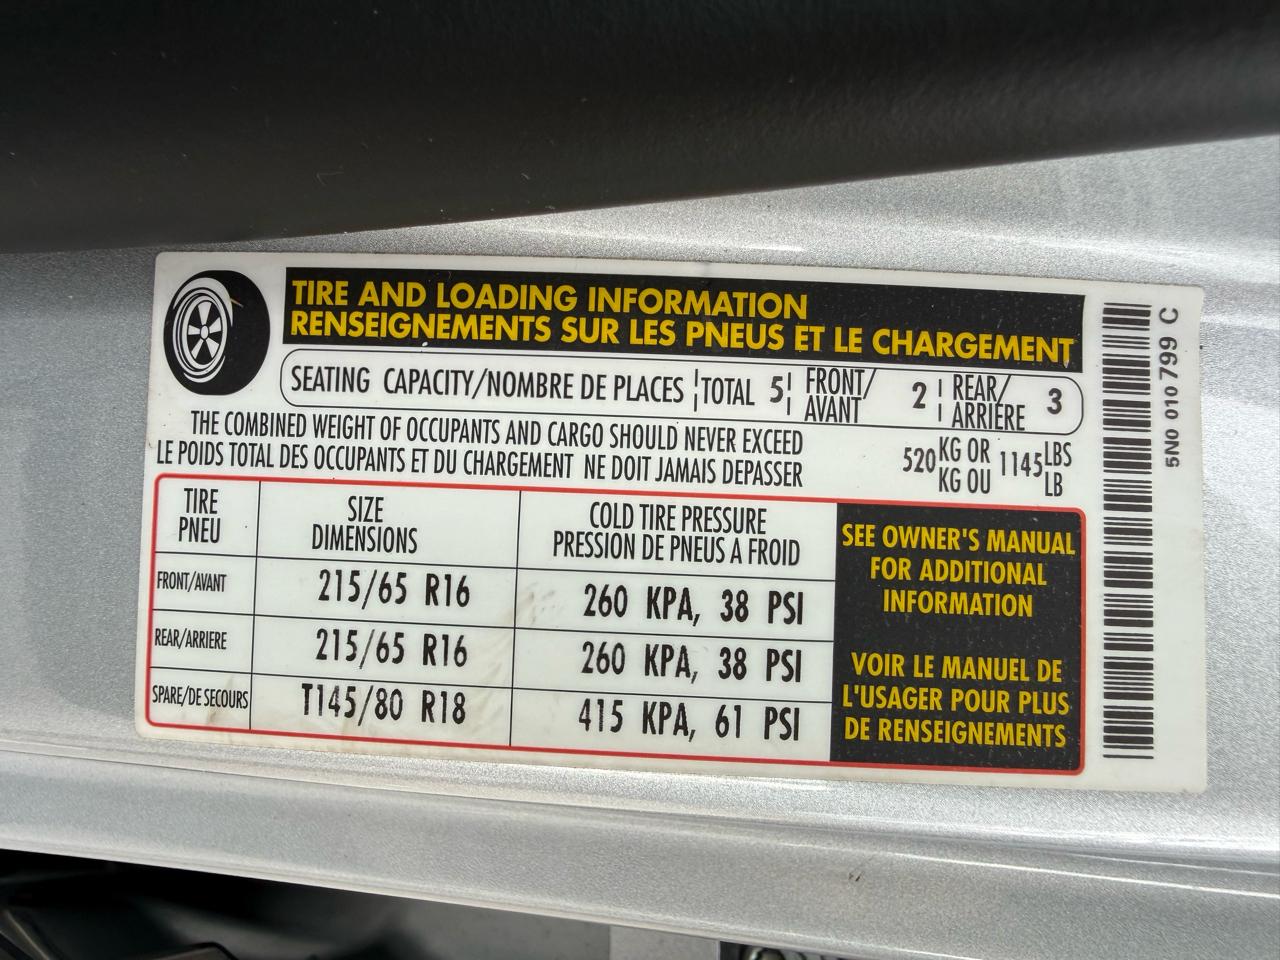 TIRE AND LOADING INFORMATION
RENSEIGNEMENTS SUR LES PNEUS ET LE CHARGEMENT
SEATING CAPACITY/NOMBRE DE PLACES TOTAL 5 FRONT/AVANT 2 REAR/ARRIÈRE 3
THE COMBINED WEIGHT OF OCCUPANTS AND CARGO SHOULD NEVER EXCEED
LE POIDS TOTAL DES OCCUPANTS ET DU CHARGEMENT NE DOIT JAMAIS DEPASSER
520 KG OR 1145 LBS
KG OU LB
TIRE PNEU
SIZE DIMENSIONS
COLD TIRE PRESSURE
PRESSION DE PNEUS A FROID
FRONT/AVANT 215/65 R16 260 KPA, 38 PSI
REAR/ARRIERE 215/65 R16 260 KPA, 38 PSI
SPARE/DE SECOURS T145/80 R18 415 KPA, 61 PSI
SEE OWNER'S MANUAL
FOR ADDITIONAL
INFORMATION
VOIR LE MANUEL DE
L'USAGER POUR PLUS
DE RENSEIGNEMENTS
5N0 010 799 C